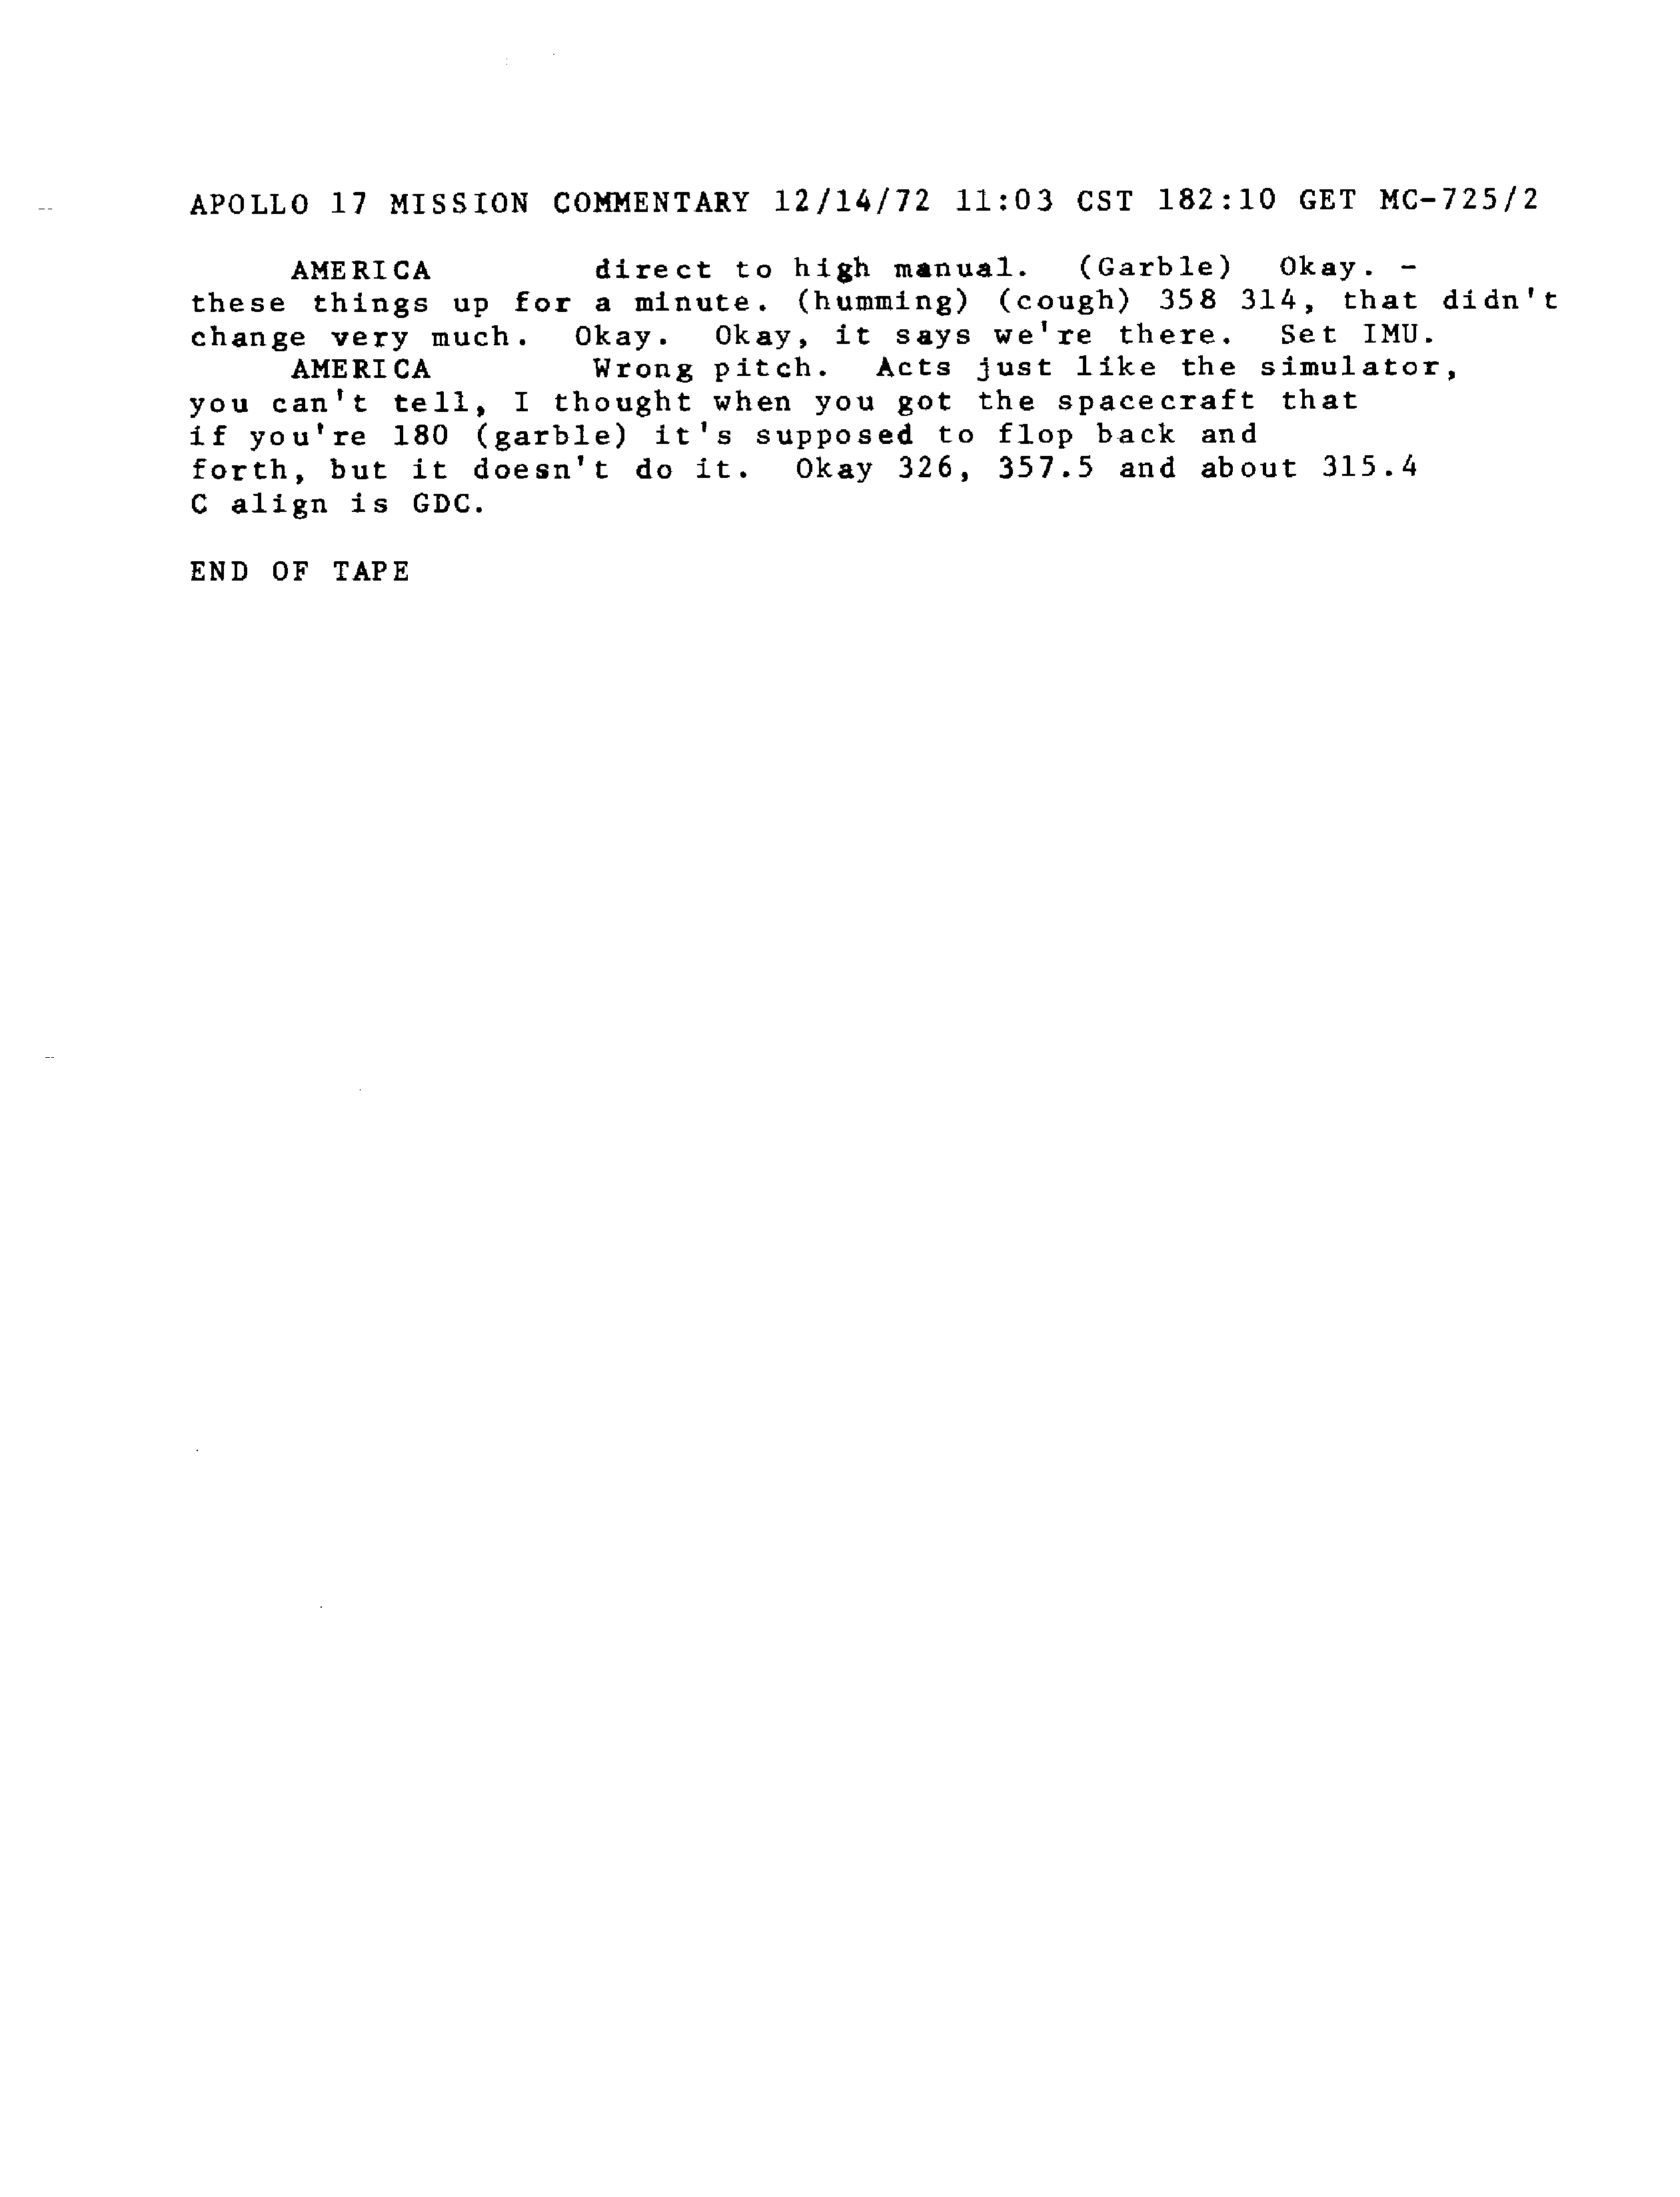 APOLLO 17 MISSION COMMENTARY 12/14/72 11:03 CST 182:10 GET MC-725/2
AMERICA direct to high manual. (Garble) Okay. -
these things up for a minute. (humming) (cough) 358 314, that didn't
change very much. Okay. Okay, it says we're there. Set IMU.
AMERICA Wrong pitch. Acts just like the simulator,
you can't tell, I thought when you got the spacecraft that
if you're 180 (garble) it's supposed to flop back and
forth, but it doesn't do it. Okay 326, 357.5 and about 315.4
C align is GDC.
END OF TAPE